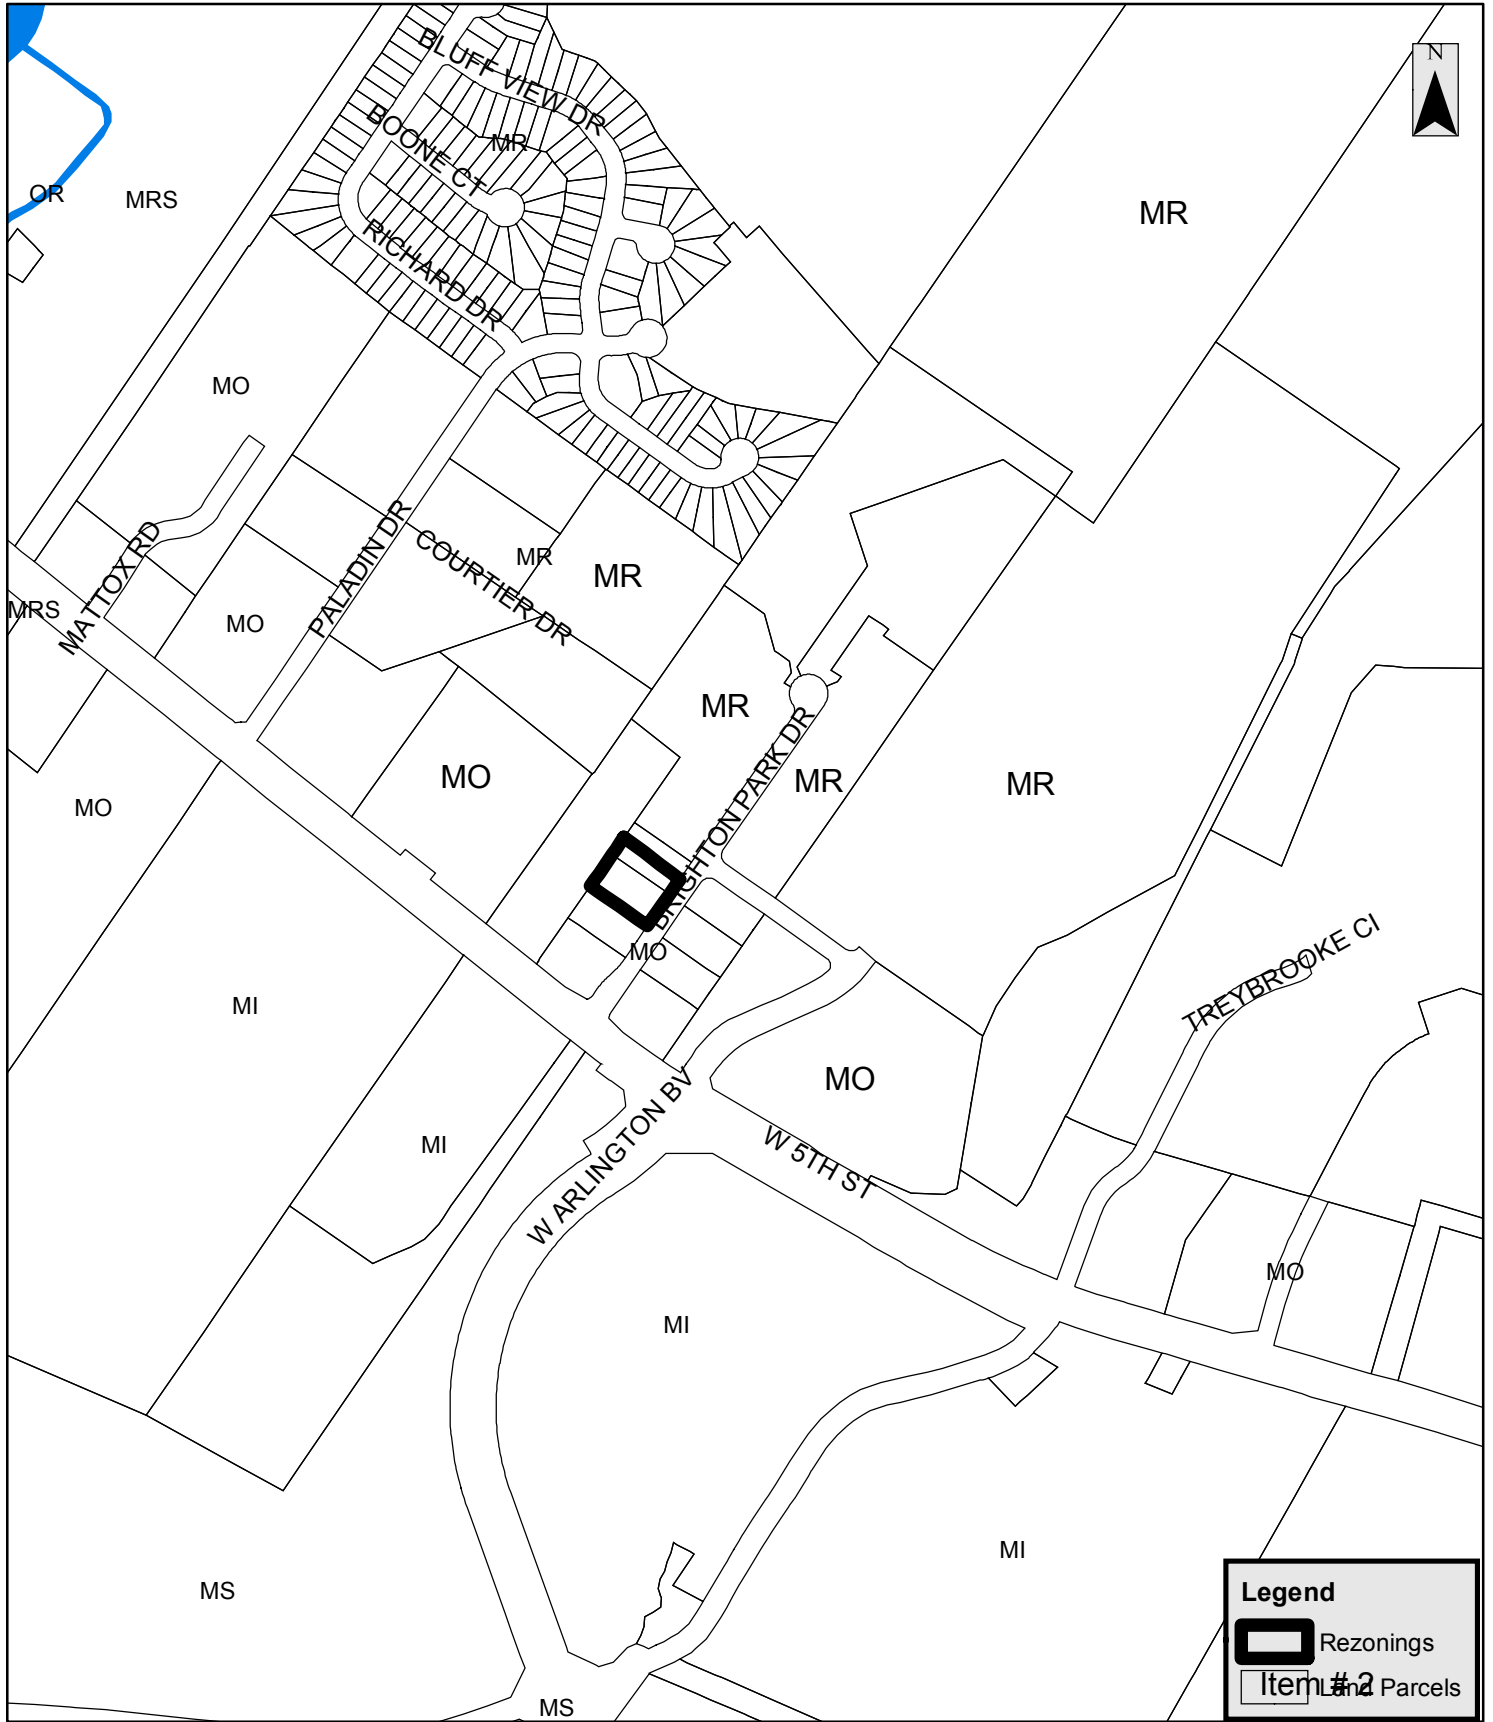 N
BLUFF VIEW DR
BOONE CT
MR
OR
MRS
MR
RICHARD DR
MO
PALADIN DR
MATTOX RD
COURTIER DR
MR
MR
MRS
MO
MR
BRIGHTON PARK DR
MO
MR
MR
MO
MO
TREYBROOKE CI
MI
MO
W ARLINGTON BV
MI
W 5TH ST
MO
MI
MI
MS
MS
Legend
Rezonings
Land Parcels
Item # 2